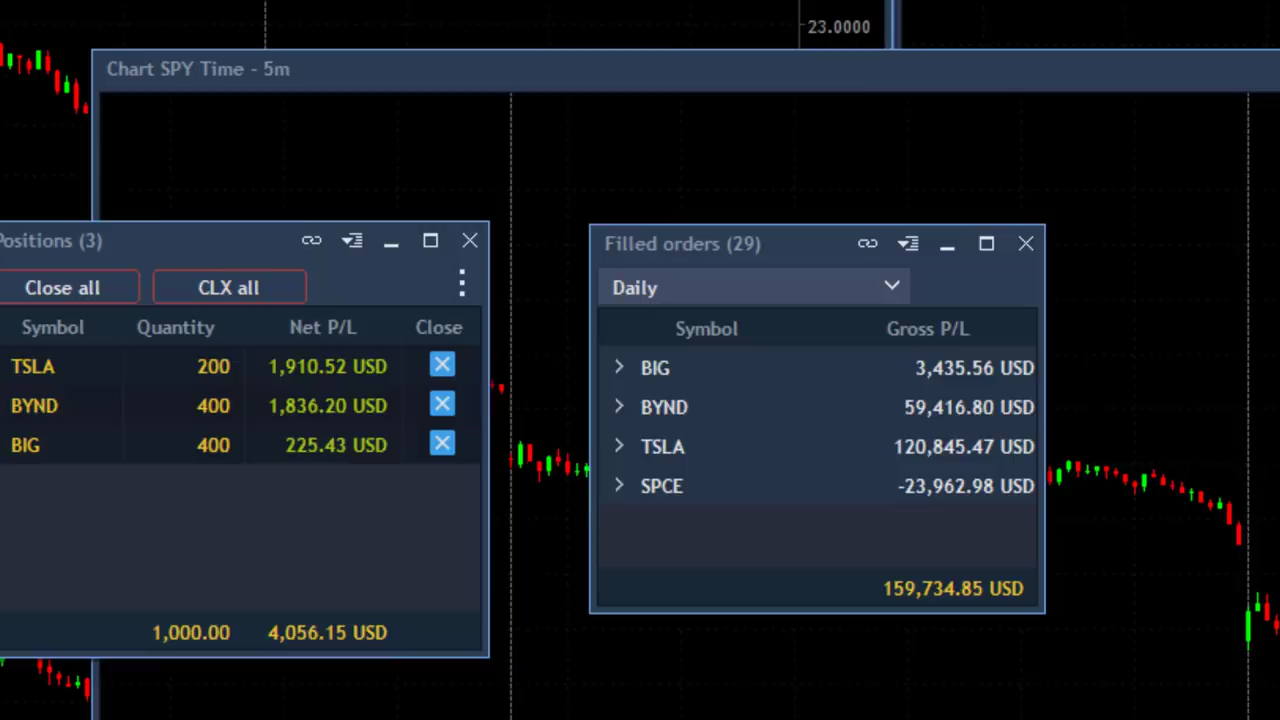 23.0000
Chart SPY Time - 5m
Positions (3)
Close all CLX all
Symbol Quantity Net P/L Close
TSLA 200 1,910.52 USD
BYND 400 1,836.20 USD
BIG 400 225.43 USD
1,000.00 4,056.15 USD
Filled orders (29)
Daily
Symbol Gross P/L
BIG 3,435.56 USD
BYND 59,416.80 USD
TSLA 120,845.47 USD
SPCE -23,962.98 USD
159,734.85 USD